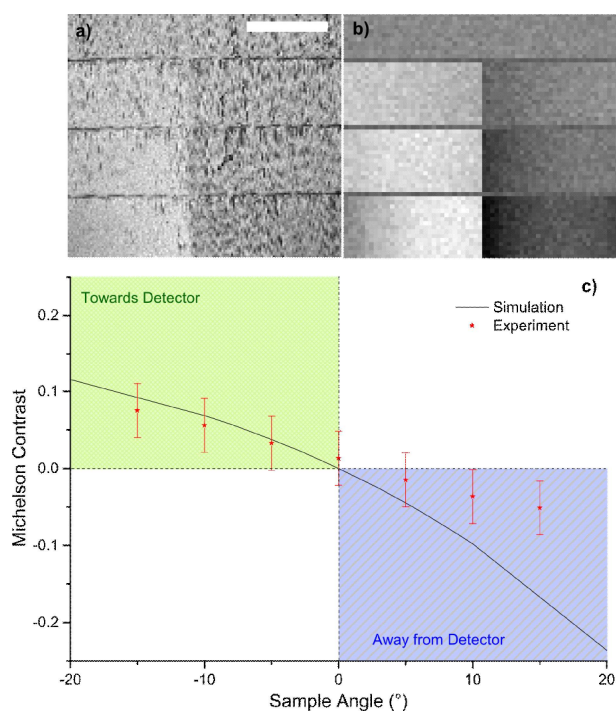 a)
b)
c)
Towards Detector
Simulation
Experiment
0.2
0.1
0.0
-0.1
-0.2
Michelson Contrast
Away from Detector
-20
-10
0
10
20
Sample Angle (°)